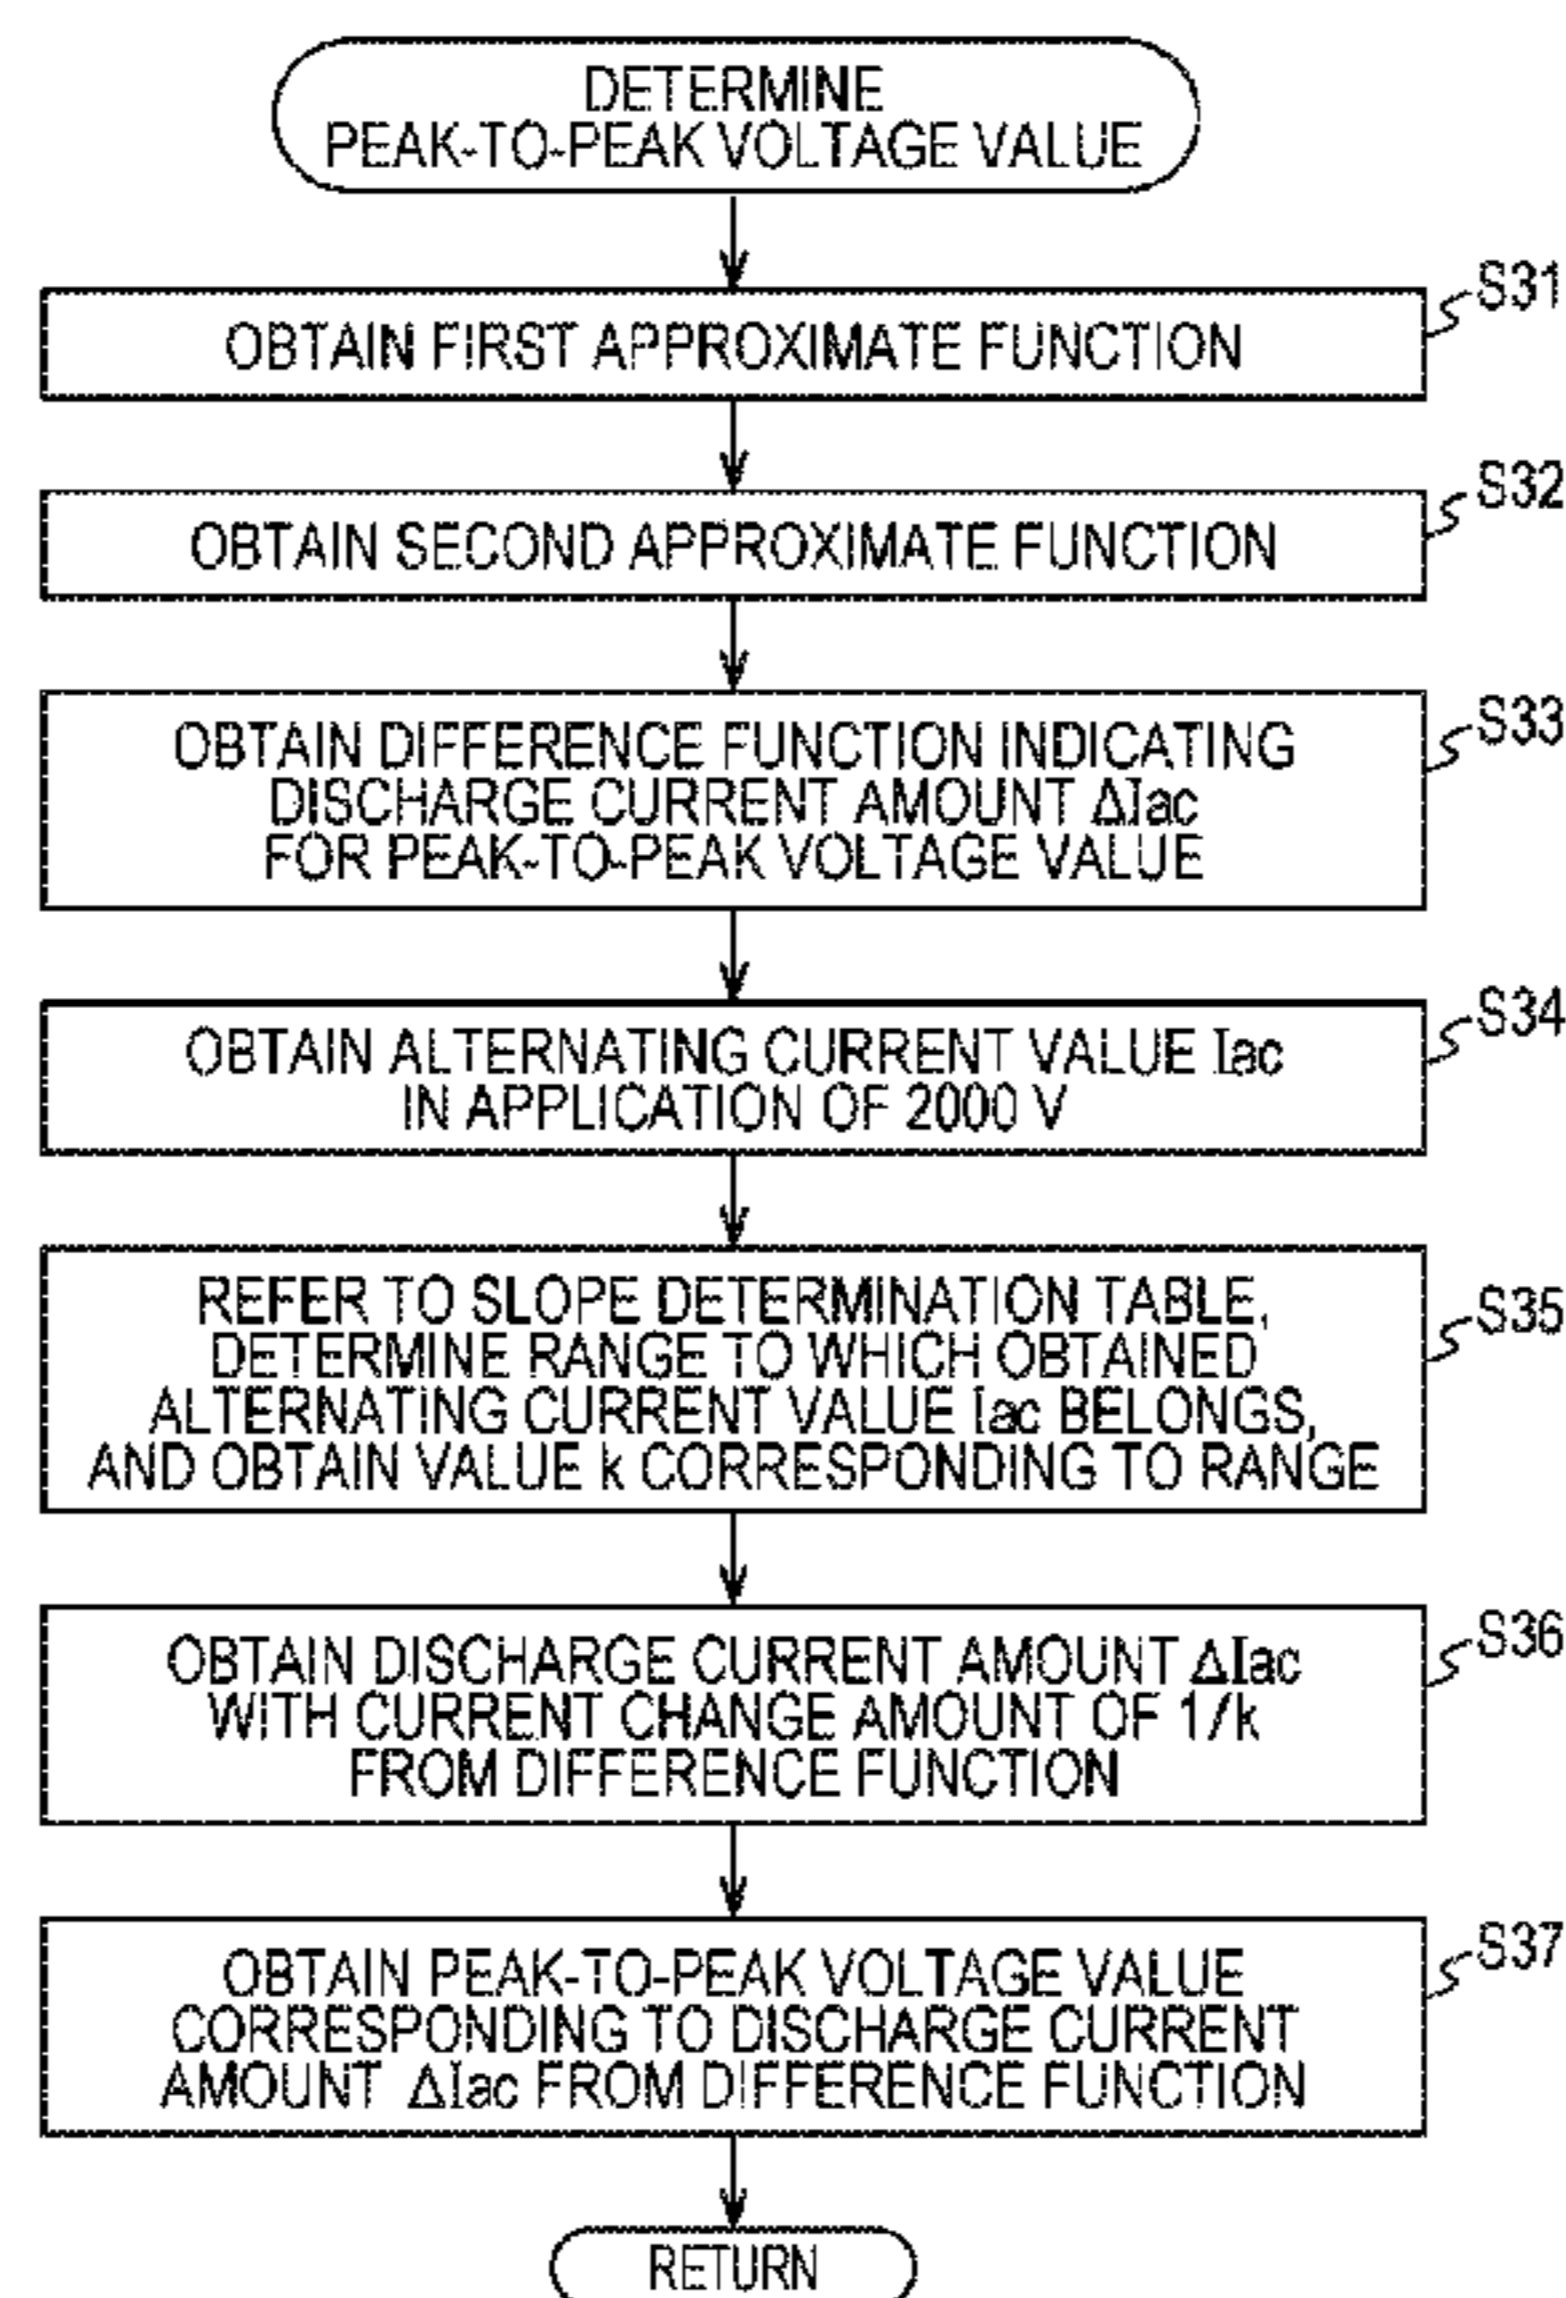 DETERMINE
PEAK-TO-PEAK VOLTAGE VALUE
S31
OBTAIN FIRST APPROXIMATE FUNCTION
S32
OBTAIN SECOND APPROXIMATE FUNCTION
S33
OBTAIN DIFFERENCE FUNCTION INDICATING
DISCHARGE CURRENT AMOUNT ΔIac
FOR PEAK-TO-PEAK VOLTAGE VALUE
S34
OBTAIN ALTERNATING CURRENT VALUE Iac
IN APPLICATION OF 2000 V
S35
REFER TO SLOPE DETERMINATION TABLE,
DETERMINE RANGE TO WHICH OBTAINED
ALTERNATING CURRENT VALUE Iac BELONGS,
AND OBTAIN VALUE k CORRESPONDING TO RANGE
S36
OBTAIN DISCHARGE CURRENT AMOUNT ΔIac
WITH CURRENT CHANGE AMOUNT OF 1/k
FROM DIFFERENCE FUNCTION
S37
OBTAIN PEAK-TO-PEAK VOLTAGE VALUE
CORRESPONDING TO DISCHARGE CURRENT
AMOUNT ΔIac FROM DIFFERENCE FUNCTION
RETURN